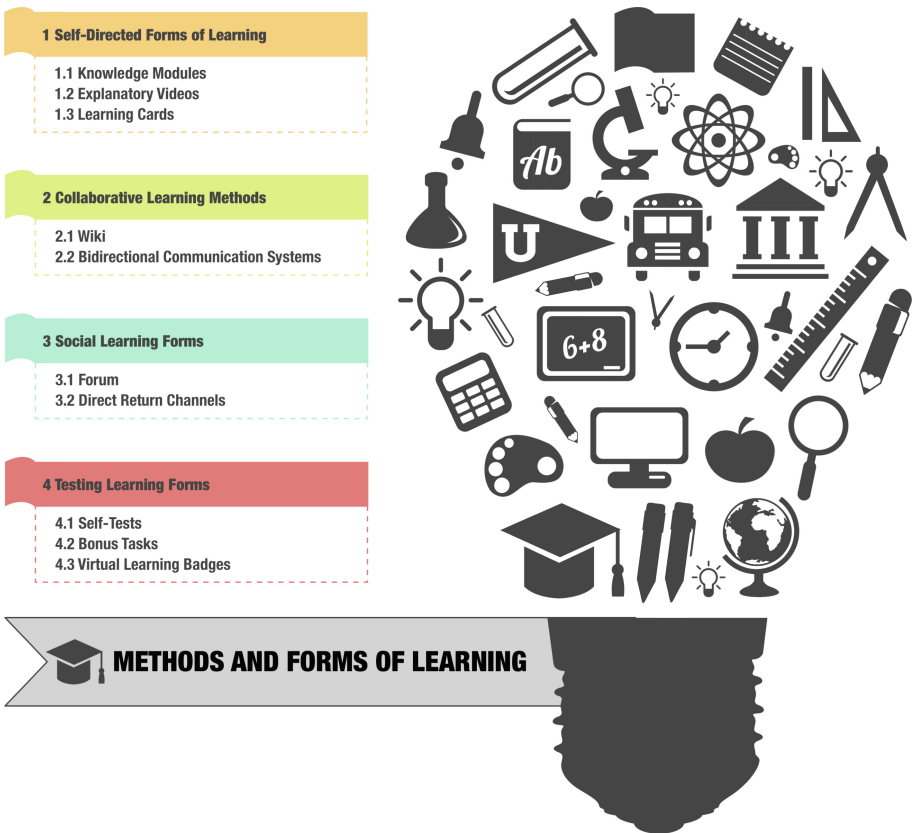 1 Self-Directed Forms of Learning
1.1 Knowledge Modules
1.2 Explanatory Videos
1.3 Learning Cards
2 Collaborative Learning Methods
2.1 Wiki
2.2 Bidirectional Communication Systems
3 Social Learning Forms
3.1 Forum
3.2 Direct Return Channels
4 Testing Learning Forms
4.1 Self-Tests
4.2 Bonus Tasks
4.3 Virtual Learning Badges
Ab
U
6+8
METHODS AND FORMS OF LEARNING